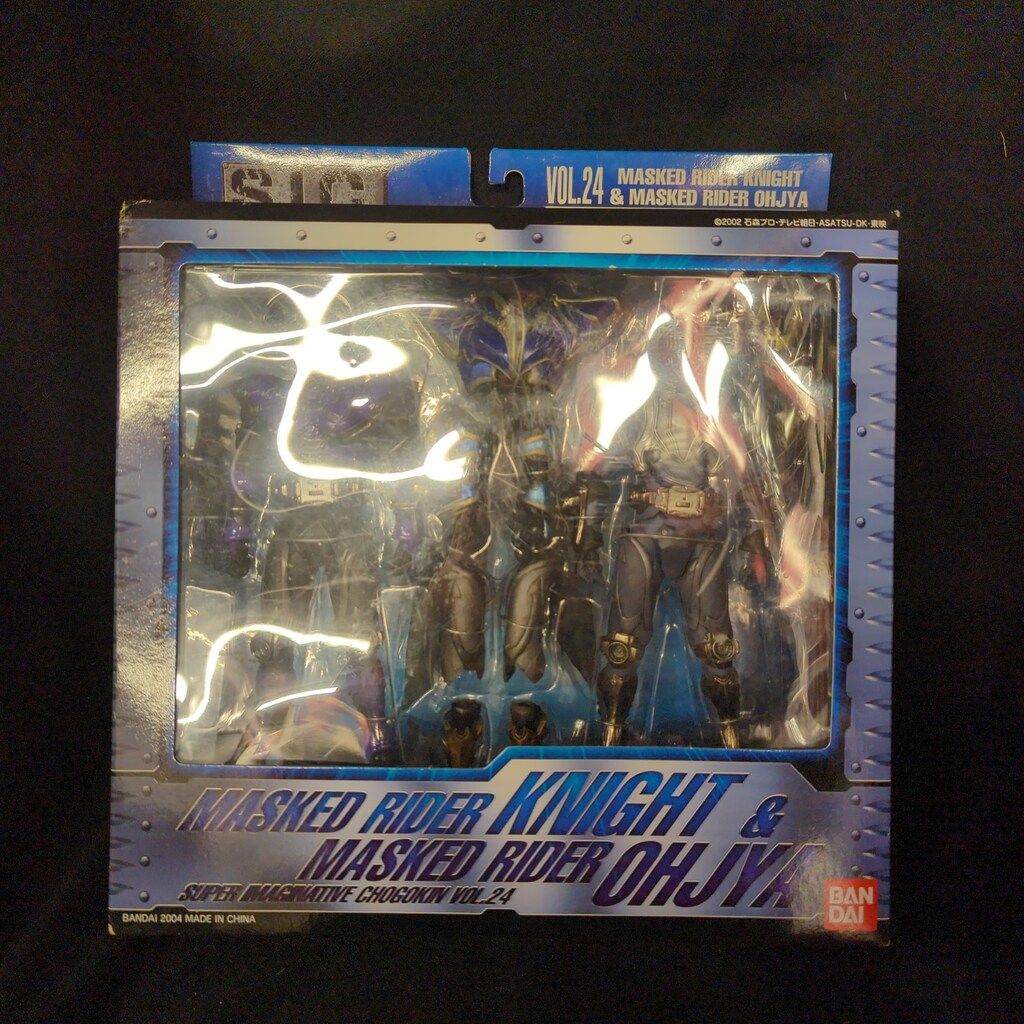 S.I.C.
VOL.24
MASKED RIDER KNIGHT
& MASKED RIDER OHJYA
©2002 石森プロ・テレビ朝日・ASATSU-DK・東映
MASKED RIDER KNIGHT &
MASKED RIDER OHJYA
SUPER IMAGINATIVE CHOGOKIN VOL.24
BANDAI 2004 MADE IN CHINA
BAN
DAI